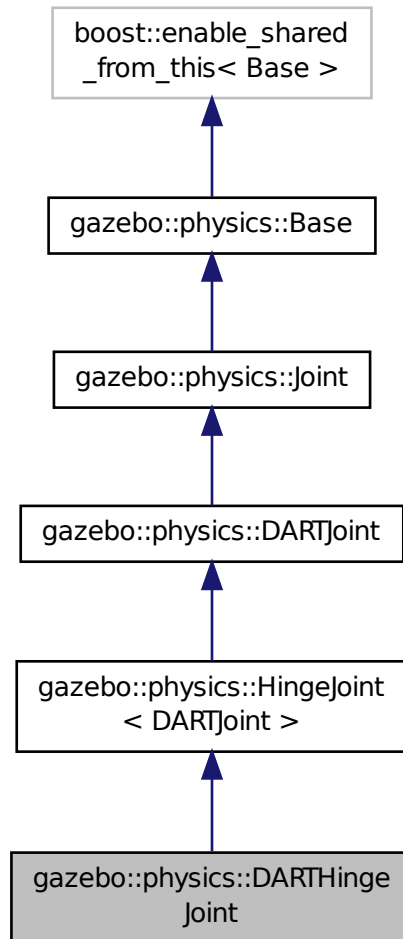 boost::enable_shared
_from_this< Base >
gazebo::physics::Base
gazebo::physics::Joint
gazebo::physics::DARTJoint
gazebo::physics::HingeJoint
< DARTJoint >
gazebo::physics::DARTHinge
Joint